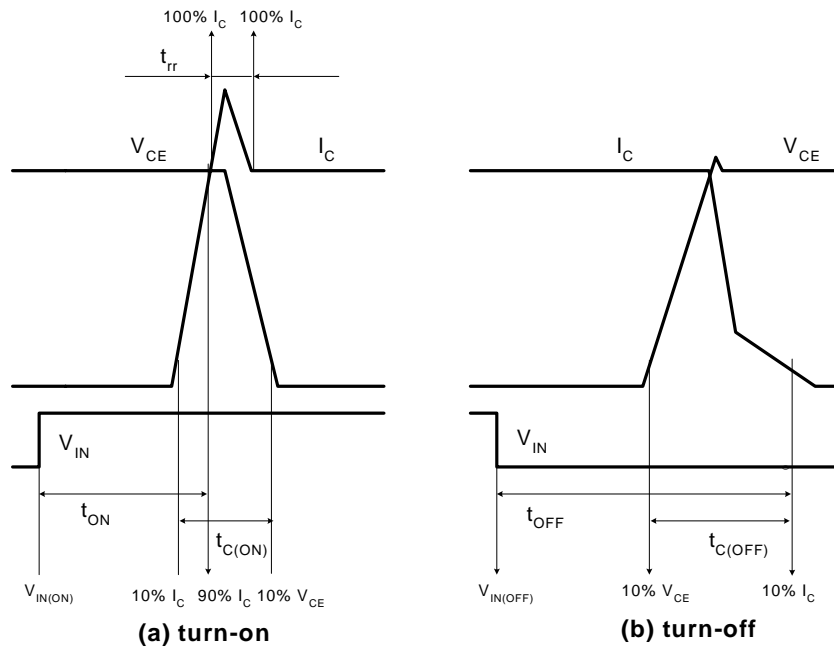 100% I_C 100% I_C
t_rr
V_CE I_C
V_IN
t_ON
t_C(ON)
V_IN(ON) 10% I_C 90% I_C 10% V_CE
(a) turn-on
I_C V_CE
V_IN
t_OFF
t_C(OFF)
V_IN(OFF) 10% V_CE 10% I_C
(b) turn-off